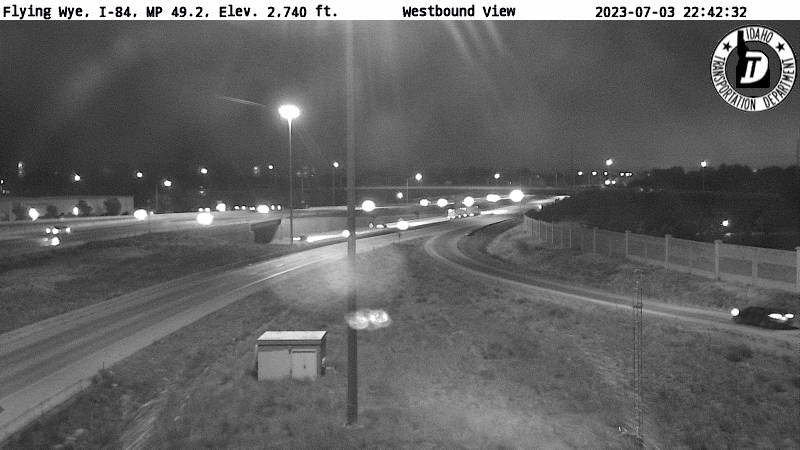 Flying Wye, I-84, MP 49.2, Elev. 2,740 ft. Westbound View 2023-07-03 22:42:32
IDAHO
TRANSPORTATION DEPARTMENT